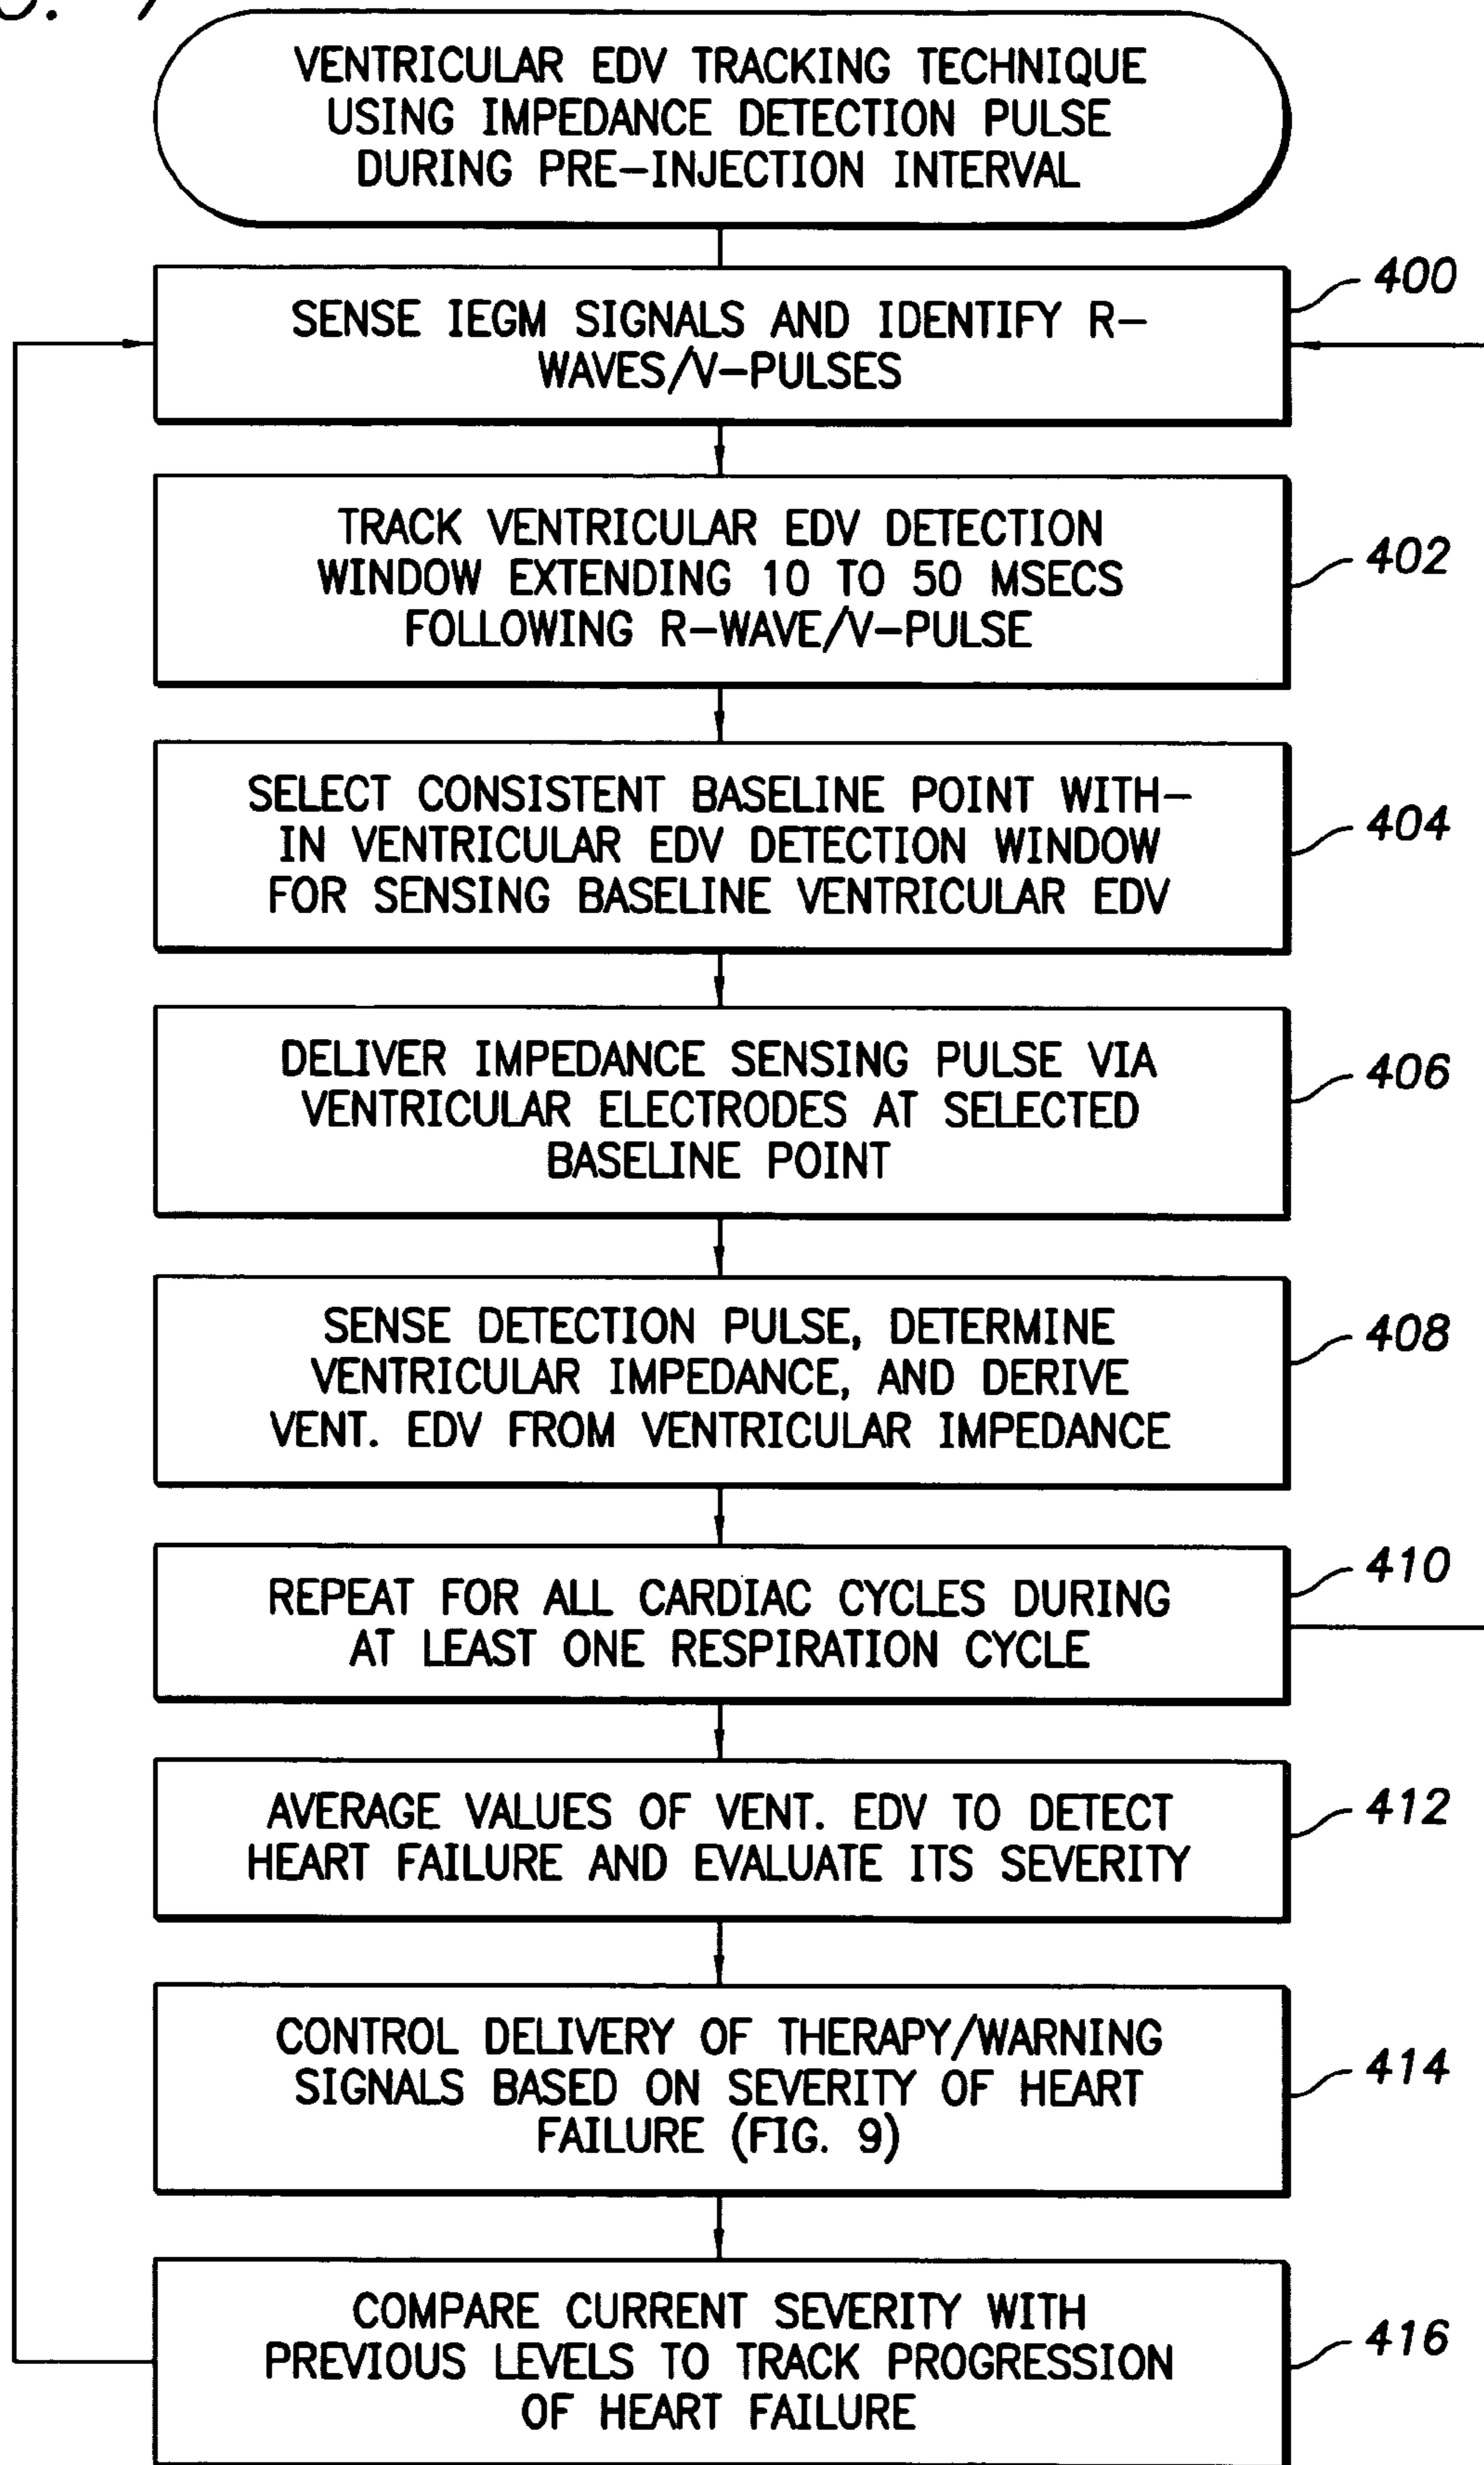 VENTRICULAR EDV TRACKING TECHNIQUE
USING IMPEDANCE DETECTION PULSE
DURING PRE-INJECTION INTERVAL
400
SENSE IEGM SIGNALS AND IDENTIFY R-
WAVES/V-PULSES
TRACK VENTRICULAR EDV DETECTION
WINDOW EXTENDING 10 TO 50 MSECS
FOLLOWING R-WAVE/V-PULSE
402
SELECT CONSISTENT BASELINE POINT WITH-
IN VENTRICULAR EDV DETECTION WINDOW
FOR SENSING BASELINE VENTRICULAR EDV
404
DELIVER IMPEDANCE SENSING PULSE VIA
VENTRICULAR ELECTRODES AT SELECTED
BASELINE POINT
406
SENSE DETECTION PULSE, DETERMINE
VENTRICULAR IMPEDANCE, AND DERIVE
VENT. EDV FROM VENTRICULAR IMPEDANCE
408
REPEAT FOR ALL CARDIAC CYCLES DURING
AT LEAST ONE RESPIRATION CYCLE
410
AVERAGE VALUES OF VENT. EDV TO DETECT
HEART FAILURE AND EVALUATE ITS SEVERITY
412
CONTROL DELIVERY OF THERAPY/WARNING
SIGNALS BASED ON SEVERITY OF HEART
FAILURE (FIG. 9)
414
COMPARE CURRENT SEVERITY WITH
PREVIOUS LEVELS TO TRACK PROGRESSION
OF HEART FAILURE
416